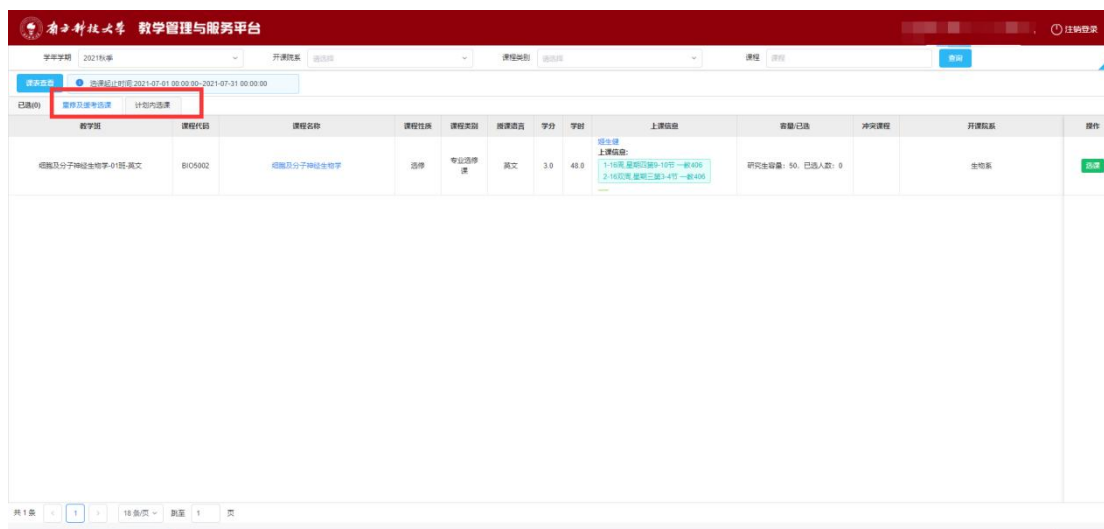 南方科技大学 教学管理与服务平台
注销登录
学年学期 2021秋季 开课院系 请选择 课程类别 请选择 课程 课程 查询
课表查看 选课起止时间:2021-07-01 00:00:00~2021-07-31 00:00:00
已选(0) 重修及缓考选课 计划内选课
教学班 课程代码 课程名称 课程性质 课程类别 授课语言 学分 学时 上课信息 容量/已选 冲突课程 开课院系 操作
细胞及分子神经生物学-01班-英文 BIO5002 细胞及分子神经生物学 选修 专业选修课 英文 3.0 48.0
上课信息:
1-16周,星期四第9-10节 一教406
2-16双周,星期三第3-4节 一教406
研究生容量：50、已选人数：0 生物系 选课
共 1 条 < 1 > 18 条/页 跳至 1 页